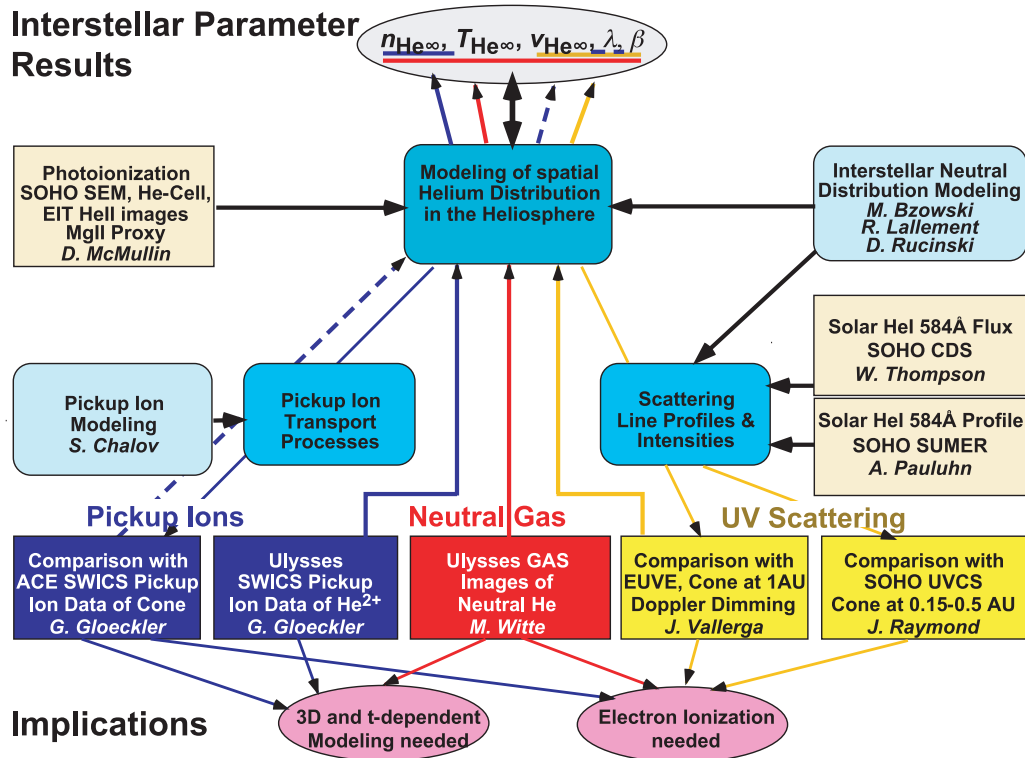 Interstellar Parameter
Results
nHe∞, THe∞, vHe∞, λ, β
Photoionization
SOHO SEM, He-Cell,
EIT HeII images
MgII Proxy
D. McMullin
Modeling of spatial
Helium Distribution
in the Heliosphere
Interstellar Neutral
Distribution Modeling
M. Bzowski
R. Lallement
D. Rucinski
Solar HeI 584Å Flux
SOHO CDS
W. Thompson
Pickup Ion
Modeling
S. Chalov
Pickup Ion
Transport
Processes
Scattering
Line Profiles &
Intensities
Solar HeI 584Å Profile
SOHO SUMER
A. Pauluhn
Pickup Ions
Neutral Gas
UV Scattering
Comparison with
ACE SWICS Pickup
Ion Data of Cone
G. Gloeckler
Ulysses
SWICS Pickup
Ion Data of He2+
G. Gloeckler
Ulysses GAS
Images of
Neutral He
M. Witte
Comparison with
EUVE, Cone at 1AU
Doppler Dimming
J. Vallerga
Comparison with
SOHO UVCS
Cone at 0.15-0.5 AU
J. Raymond
Implications
3D and t-dependent
Modeling needed
Electron Ionization
needed